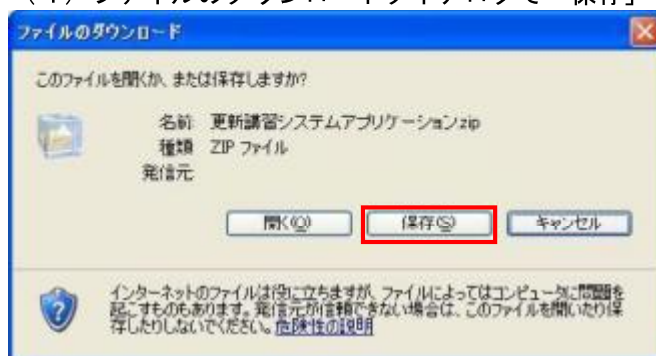 ファイルのダウンロード
このファイルを開くか、または保存しますか?
名前 更新講習システムアプリケーション.zip
種類 ZIP ファイル
発信元
開く(O) 保存(S) キャンセル
インターネットのファイルは役に立ちますが、ファイルによってはコンピュータに問題を
起こすものもあります。発信元が信頼できない場合は、このファイルを開いたり保
存したりしないでください。危険性の説明